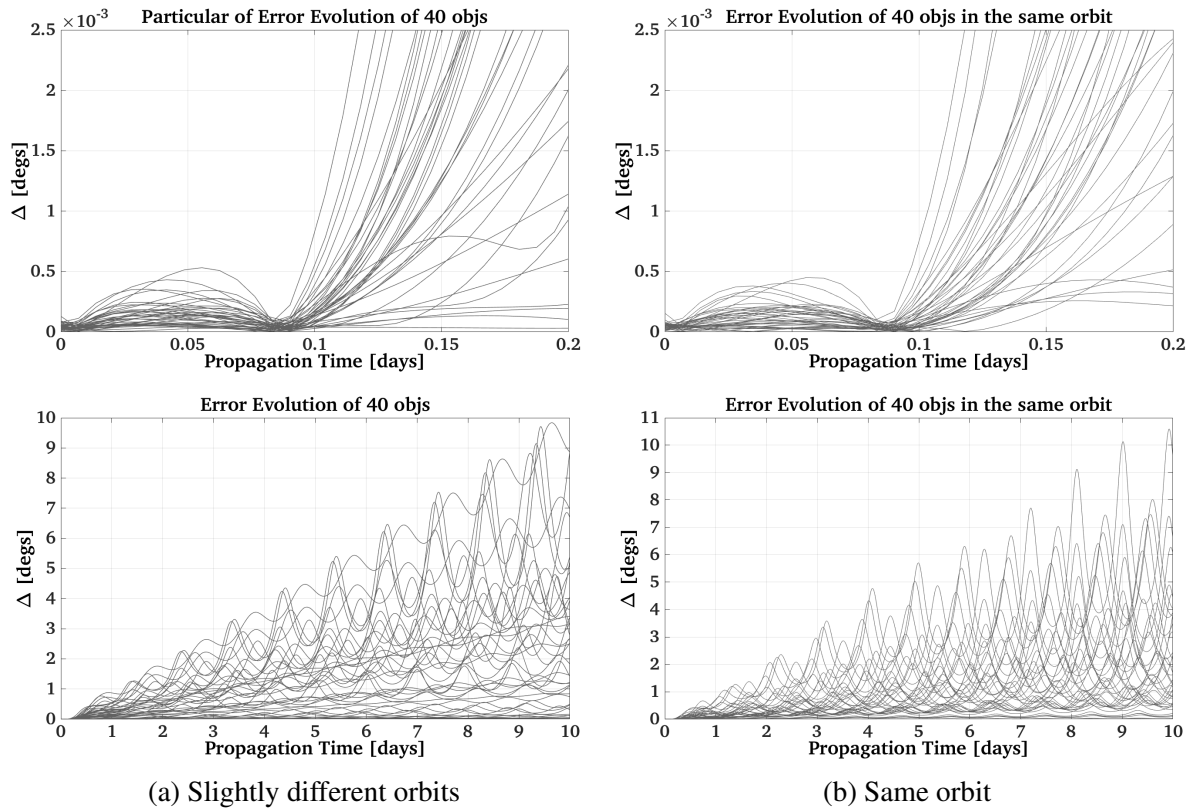 Particular of Error Evolution of 40 objs
×10⁻³
2.5
2
1.5
1
0.5
0
Δ [degs]
0 0.05 0.1 0.15 0.2
Propagation Time [days]
Error Evolution of 40 objs in the same orbit
×10⁻³
2.5
2
1.5
1
0.5
0
Δ [degs]
0 0.05 0.1 0.15 0.2
Propagation Time [days]
Error Evolution of 40 objs
10
9
8
7
6
5
4
3
2
1
0
Δ [degs]
0 1 2 3 4 5 6 7 8 9 10
Propagation Time [days]
(a) Slightly different orbits
Error Evolution of 40 objs in the same orbit
11
10
9
8
7
6
5
4
3
2
1
0
Δ [degs]
0 1 2 3 4 5 6 7 8 9 10
Propagation Time [days]
(b) Same orbit